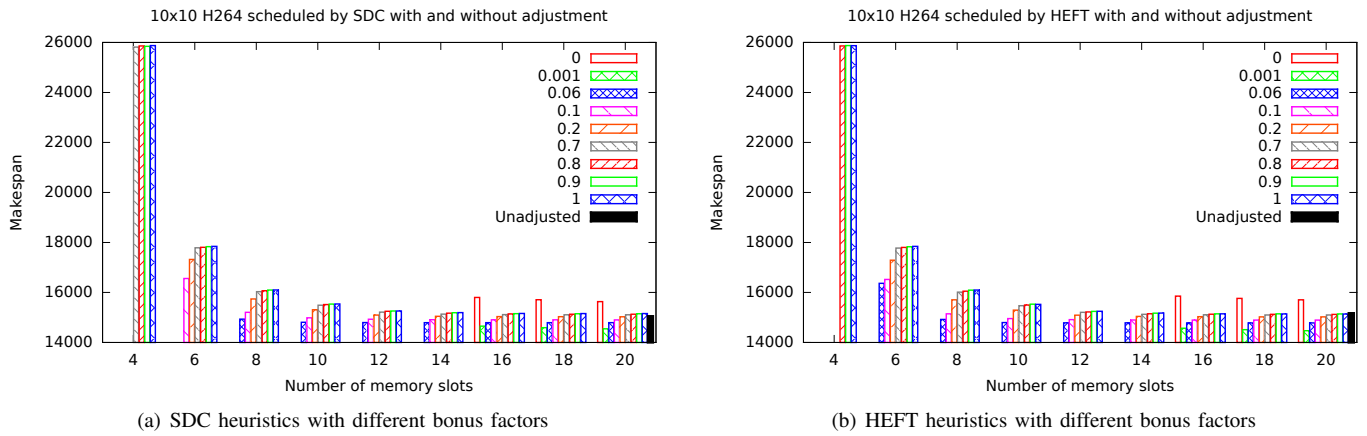 10x10 H264 scheduled by SDC with and without adjustment
26000
24000
22000
20000
18000
16000
14000
Makespan
0
0.001
0.06
0.1
0.2
0.7
0.8
0.9
1
Unadjusted
4 6 8 10 12 14 16 18 20
Number of memory slots
(a) SDC heuristics with different bonus factors
10x10 H264 scheduled by HEFT with and without adjustment
26000
24000
22000
20000
18000
16000
14000
Makespan
0
0.001
0.06
0.1
0.2
0.7
0.8
0.9
1
Unadjusted
4 6 8 10 12 14 16 18 20
Number of memory slots
(b) HEFT heuristics with different bonus factors